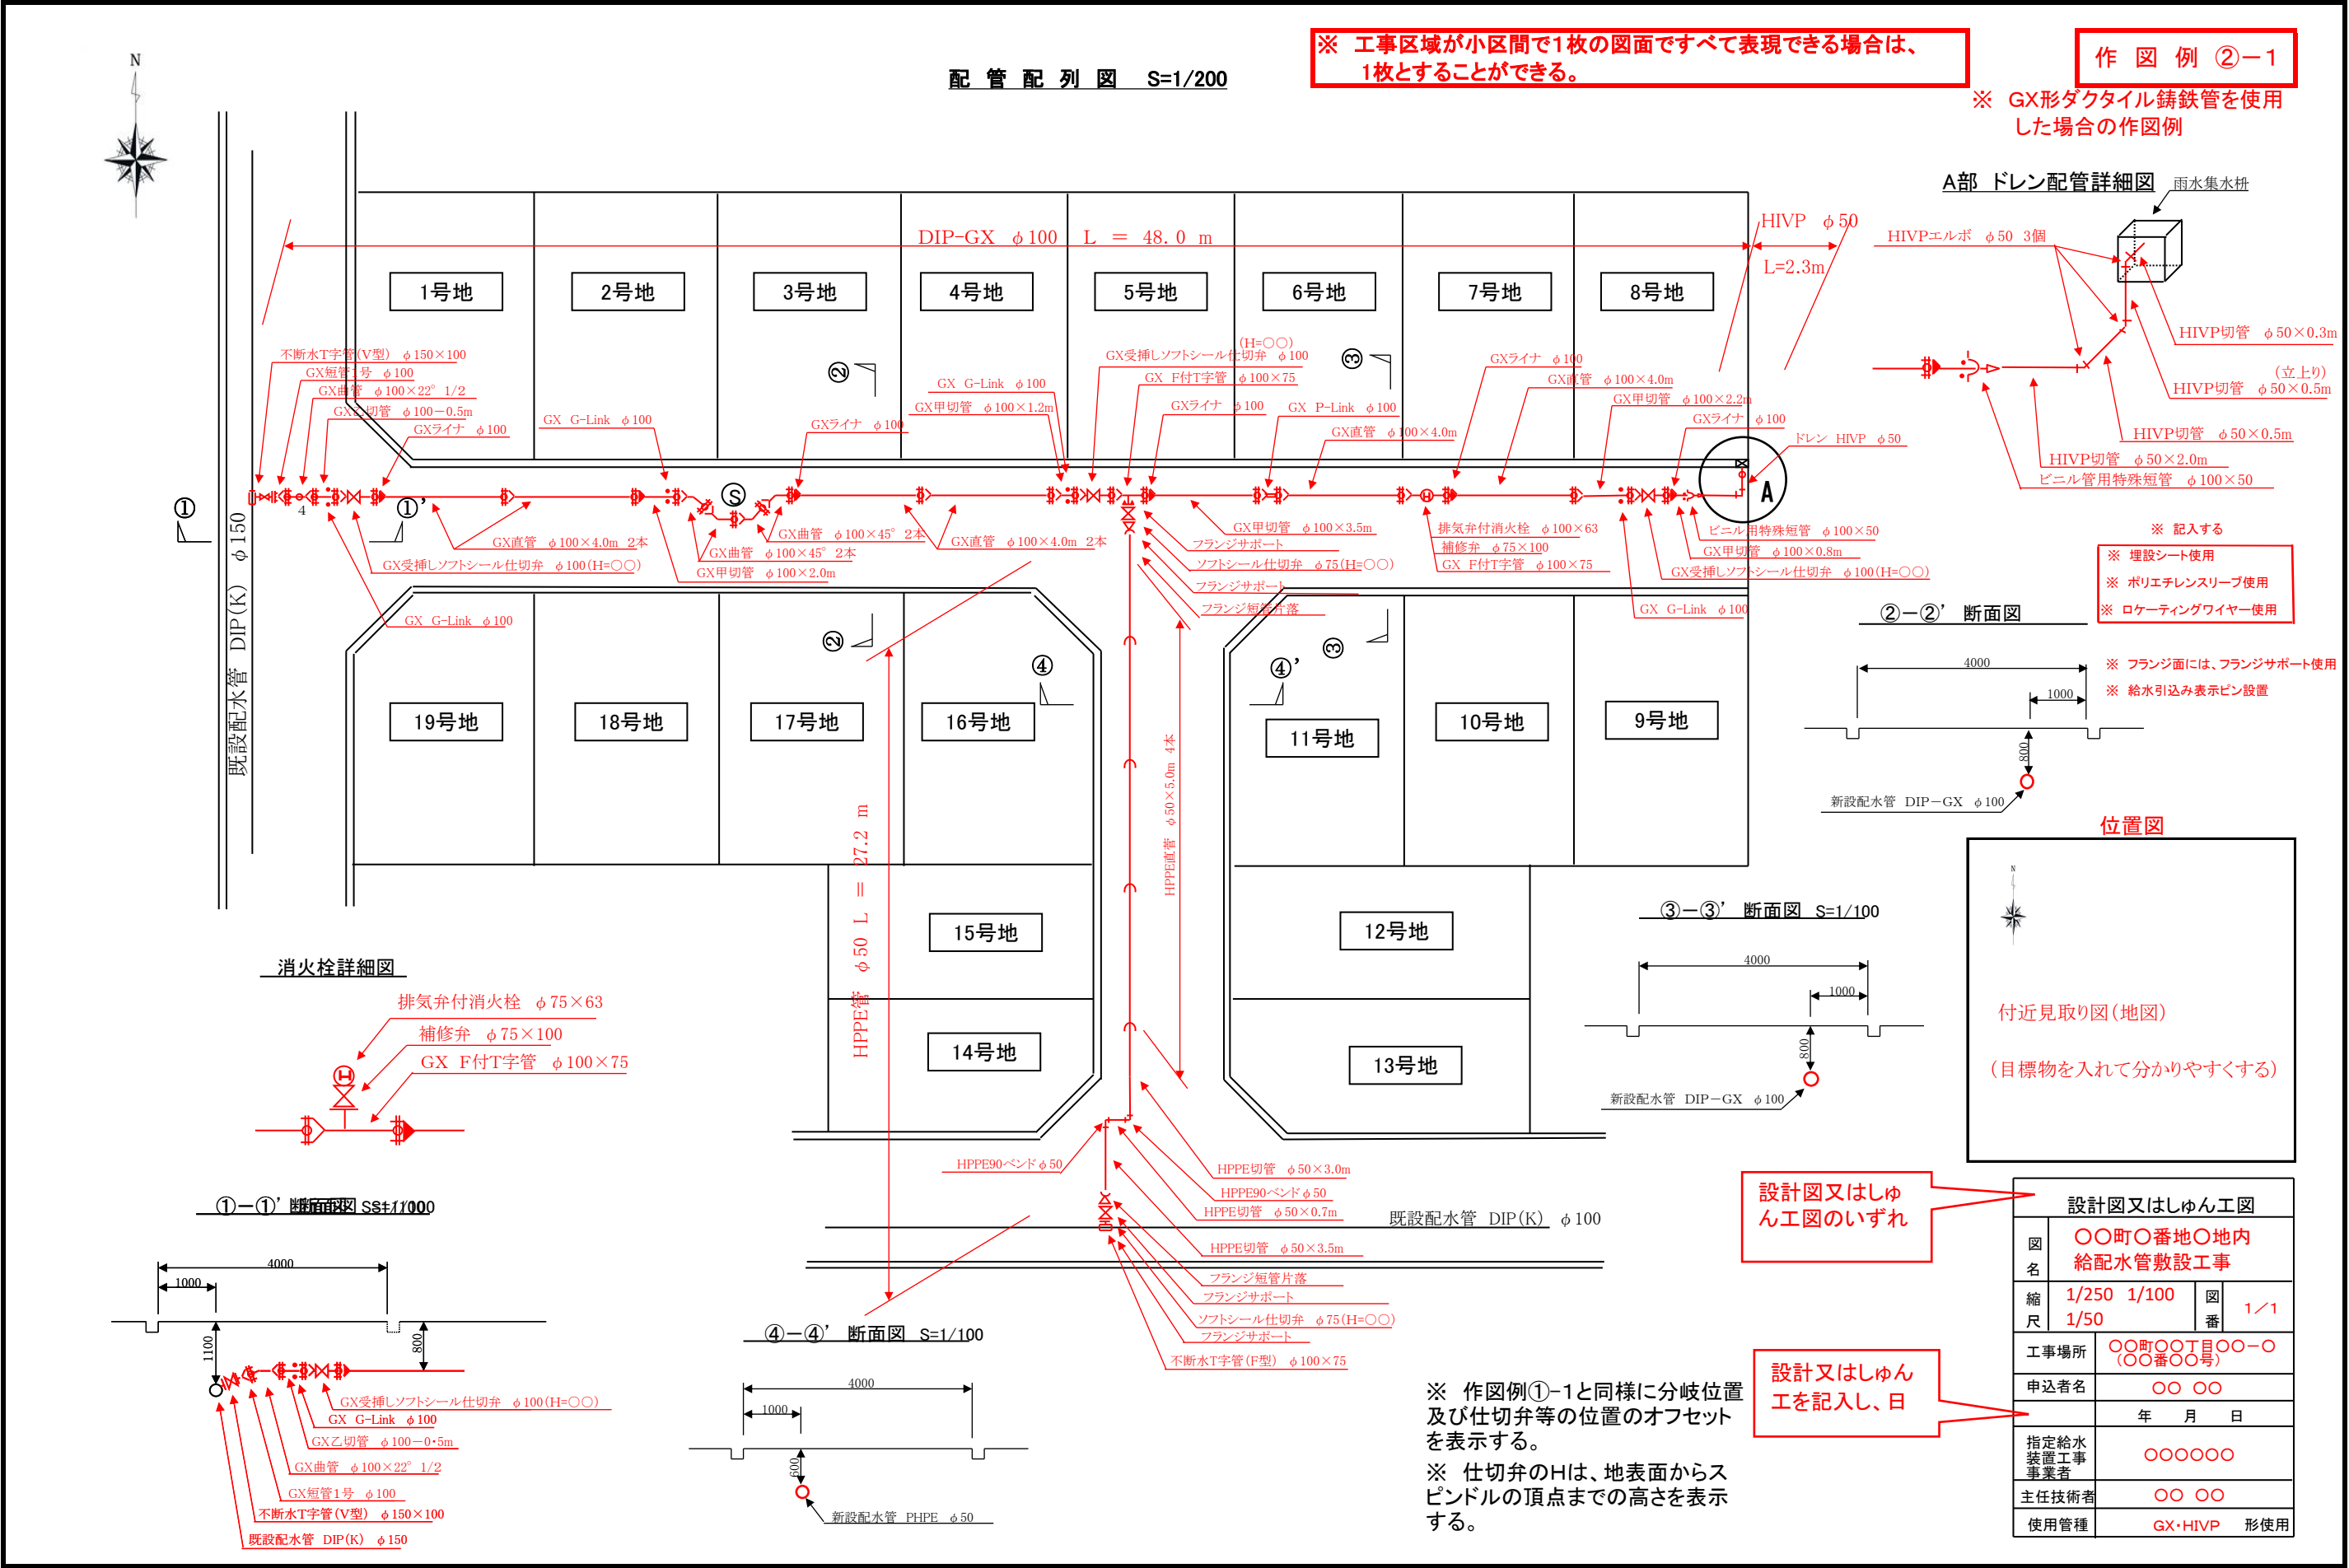 配管配列図 S=1/200
※ 工事区域が小区間で1枚の図面ですべて表現できる場合は、
1枚とすることができる。
作図例 ②－1
※ GX形ダクタイル鋳鉄管を使用
した場合の作図例
N
DIP-GX φ100 L ＝ 48.0 m
HIVP φ50
L=2.3m
1号地
2号地
3号地
4号地
5号地
6号地
7号地
8号地
A部 ドレン配管詳細図
雨水集水枡
HIVPエルボ φ50 3個
HIVP切管 φ50×0.3m
(立上り)
HIVP切管 φ50×0.5m
HIVP切管 φ50×0.5m
HIVP切管 φ50×2.0m
ビニル管用特殊短管 φ100×50
不断水T字管(V型) φ150×100
GX短管1号 φ100
GX曲管 φ100×22° 1/2
GX乙切管 φ100－0.5m
GXライナ φ100
GX G-Link φ100
②
GXライナ φ100
GX G-Link φ100
GX甲切管 φ100×1.2m
(H=○○)
GX受挿しソフトシール仕切弁 φ100
GX F付T字管 φ100×75
GXライナ φ100
③
GX P-Link φ100
GX直管 φ100×4.0m
GXライナ φ100
GX直管 φ100×4.0m
GX甲切管 φ100×2.2m
GXライナ φ100
ドレン HIVP φ50
A
①
①'
4
S
H
GX直管 φ100×4.0m 2本
GX受挿しソフトシール仕切弁 φ100(H=○○)
GX G-Link φ100
GX曲管 φ100×45° 2本
GX曲管 φ100×45° 2本
GX甲切管 φ100×2.0m
GX直管 φ100×4.0m 2本
GX甲切管 φ100×3.5m
フランジサポート
ソフトシール仕切弁 φ75(H=○○)
フランジサポート
フランジ短管片落
排気弁付消火栓 φ100×63
補修弁 φ75×100
GX F付T字管 φ100×75
ビニル用特殊短管 φ100×50
GX甲切管 φ100×0.8m
GX受挿しソフトシール仕切弁 φ100(H=○○)
GX G-Link φ100
既設配水管 DIP(K) φ150
※ 記入する
※ 埋設シート使用
※ ポリエチレンスリーブ使用
※ ロケーティングワイヤー使用
※ フランジ面には、フランジサポート使用
※ 給水引込み表示ピン設置
②－②' 断面図
4000
1000
800
新設配水管 DIP－GX φ100
②
③
④
④'
19号地
18号地
17号地
16号地
11号地
10号地
9号地
HPPE直管 φ50×5.0m 4本
HPPE管 φ50 L ＝ 27.2 m
15号地
14号地
12号地
13号地
位置図
N
付近見取り図(地図)
(目標物を入れて分かりやすくする)
③－③' 断面図 S=1/100
4000
1000
800
新設配水管 DIP－GX φ100
消火栓詳細図
排気弁付消火栓 φ75×63
補修弁 φ75×100
GX F付T字管 φ100×75
H
HPPE90ベンドφ50
HPPE切管 φ50×3.0m
HPPE90ベンドφ50
HPPE切管 φ50×0.7m
既設配水管 DIP(K) φ100
HPPE切管 φ50×3.5m
フランジ短管片落
フランジサポート
ソフトシール仕切弁 φ75(H=○○)
フランジサポート
不断水T字管(F型) φ100×75
①－①' 断面図 S=1/100
4000
1000
1100
800
GX受挿しソフトシール仕切弁 φ100(H=○○)
GX G-Link φ100
GX乙切管 φ100－0・5m
GX曲管 φ100×22° 1/2
GX短管1号 φ100
不断水T字管(V型) φ150×100
既設配水管 DIP(K) φ150
④－④' 断面図 S=1/100
4000
1000
600
新設配水管 PHPE φ50
※ 作図例①-1と同様に分岐位置
及び仕切弁等の位置のオフセット
を表示する。
※ 仕切弁のHは、地表面からス
ピンドルの頂点までの高さを表示
する。
設計図又はしゅ
ん工図のいずれ
設計又はしゅん
工を記入し、日
設計図又はしゅん工図
図名 ○○町○番地○地内
給配水管敷設工事
縮尺 1/250 1/100
1/50
図番 1／1
工事場所 ○○町○○丁目○○－○
(○○番○○号)
申込者名 ○○ ○○
年 月 日
指定給水
装置工事
事業者 ○○○○○○
主任技術者 ○○ ○○
使用管種 GX・HIVP 形使用